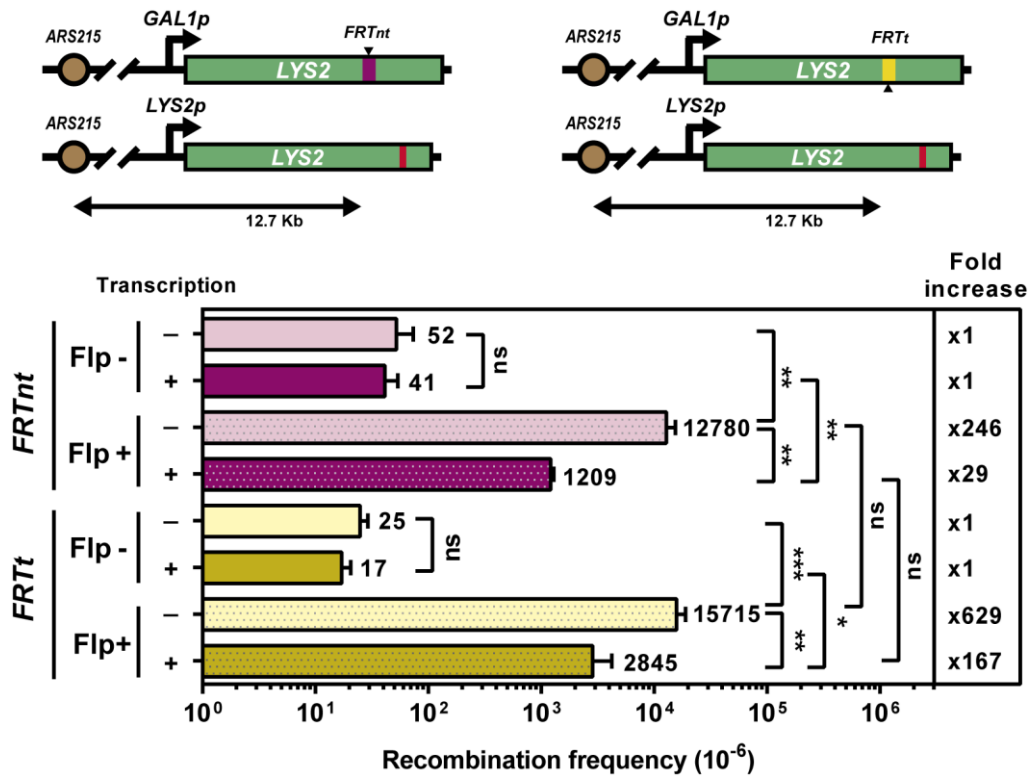 GAL1p
ARS215
FRTnt
LYS2
LYS2p
ARS215
LYS2
12.7 Kb
GAL1p
ARS215
FRTt
LYS2
LYS2p
ARS215
LYS2
12.7 Kb
Transcription
Fold
increase
FRTnt
Flp -
– 52 x1
+ 41 x1
ns
Flp +
– 12780 x246
+ 1209 x29
**
**
**
FRTt
Flp -
– 25 x1
+ 17 x1
ns
Flp+
– 15715 x629
+ 2845 x167
***
**
*
ns
ns
10⁰ 10¹ 10² 10³ 10⁴ 10⁵ 10⁶
Recombination frequency (10⁻⁶)